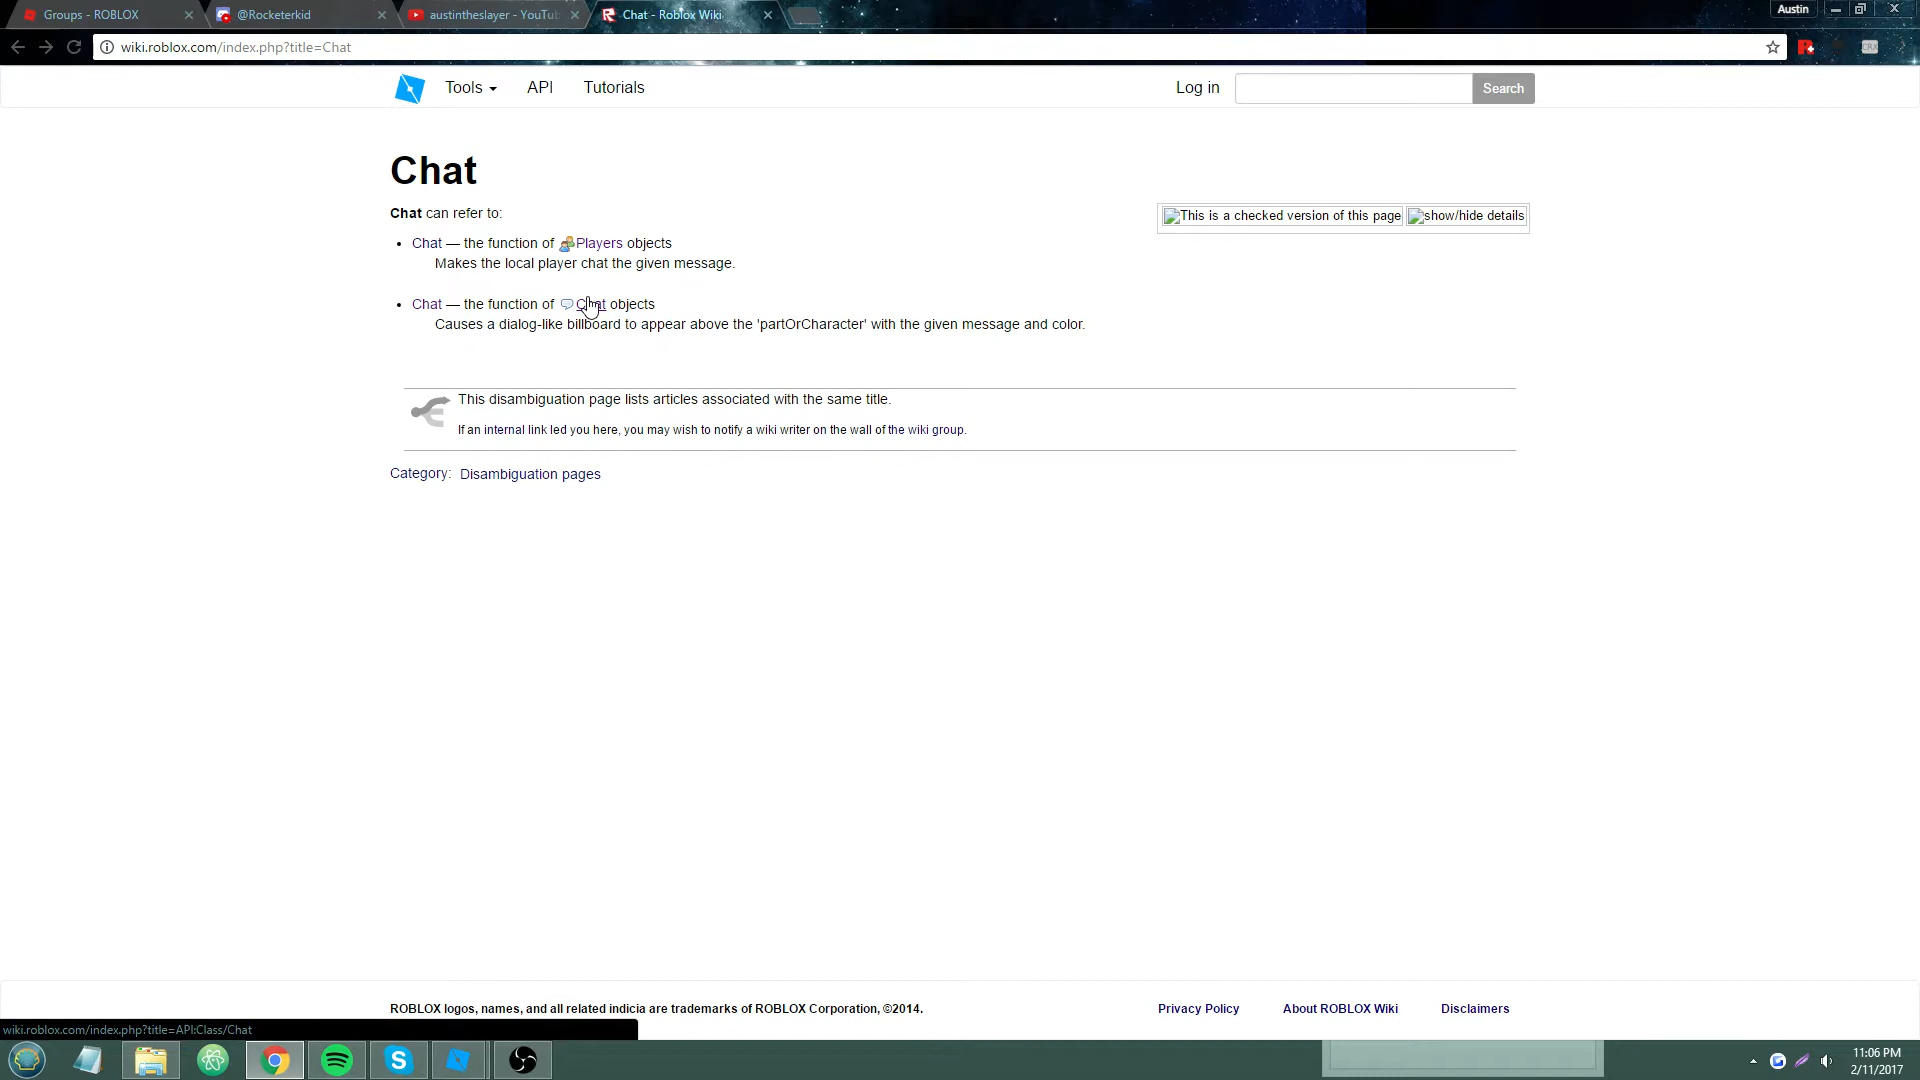 Groups - ROBLOX
@Rocketerkid
austintheslayer - YouTub
Chat - Roblox Wiki
Austin
wiki.roblox.com/index.php?title=Chat
CRX
Tools
API
Tutorials
Log in
Search
Chat
Chat can refer to:
This is a checked version of this page
show/hide details
• Chat — the function of Players objects
Makes the local player chat the given message.
• Chat — the function of Chat objects
Causes a dialog-like billboard to appear above the 'partOrCharacter' with the given message and color.
This disambiguation page lists articles associated with the same title.
If an internal link led you here, you may wish to notify a wiki writer on the wall of the wiki group.
Category: Disambiguation pages
ROBLOX logos, names, and all related indicia are trademarks of ROBLOX Corporation, ©2014.
Privacy Policy
About ROBLOX Wiki
Disclaimers
wiki.roblox.com/index.php?title=API:Class/Chat
11:06 PM
2/11/2017